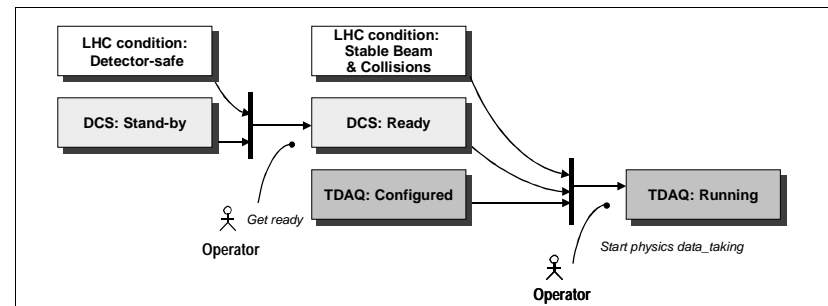 LHC condition:
Detector-safe
LHC condition:
Stable Beam
& Collisions
DCS: Stand-by
DCS: Ready
TDAQ: Configured
TDAQ: Running
Get ready
Operator
Start physics data_taking
Operator